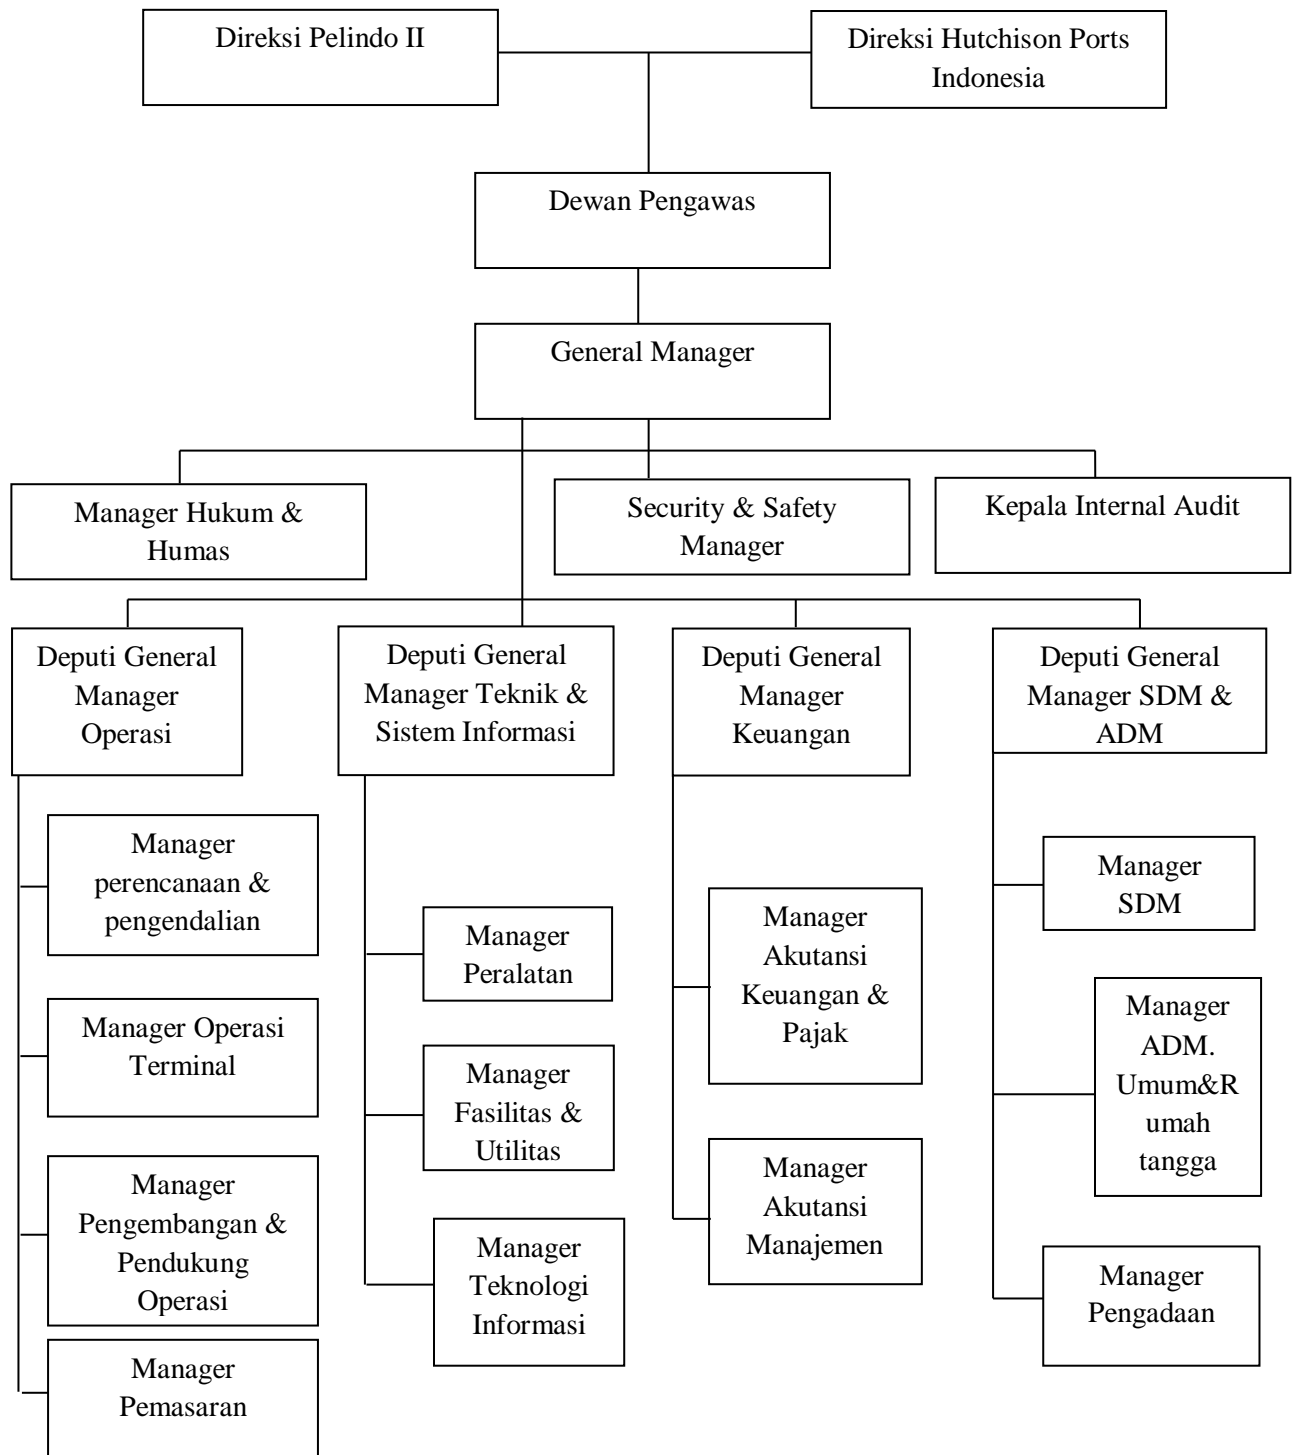 Direksi Pelindo II
Direksi Hutchison Ports
Indonesia
Dewan Pengawas
General Manager
Manager Hukum &
Humas
Security & Safety
Manager
Kepala Internal Audit
Deputi General
Manager
Operasi
Deputi General
Manager Teknik &
Sistem Informasi
Deputi General
Manager
Keuangan
Deputi General
Manager SDM &
ADM
Manager
perencanaan &
pengendalian
Manager Operasi
Terminal
Manager
Pengembangan &
Pendukung
Operasi
Manager
Pemasaran
Manager
Peralatan
Manager
Fasilitas &
Utilitas
Manager
Teknologi
Informasi
Manager
Akutansi
Keuangan &
Pajak
Manager
Akutansi
Manajemen
Manager
SDM
Manager
ADM.
Umum&R
umah
tangga
Manager
Pengadaan